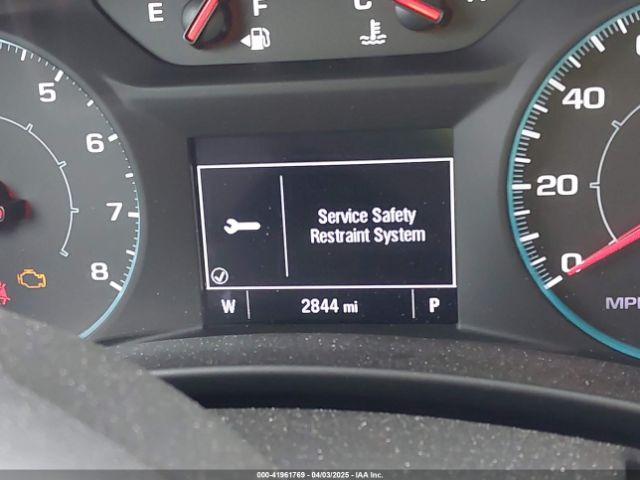 E F C
5
6
7
8
40
20
0
Service Safety
Restraint System
W 2844 mi P
000-41961769 - 04/03/2025 - IAA Inc.